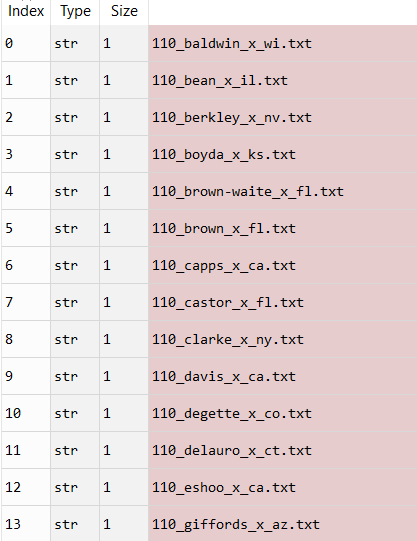 Index Type Size
0 str 1 110_baldwin_x_wi.txt
1 str 1 110_bean_x_il.txt
2 str 1 110_berkley_x_nv.txt
3 str 1 110_boyda_x_ks.txt
4 str 1 110_brown-waite_x_fl.txt
5 str 1 110_brown_x_fl.txt
6 str 1 110_capps_x_ca.txt
7 str 1 110_castor_x_fl.txt
8 str 1 110_clarke_x_ny.txt
9 str 1 110_davis_x_ca.txt
10 str 1 110_degette_x_co.txt
11 str 1 110_delauro_x_ct.txt
12 str 1 110_eshoo_x_ca.txt
13 str 1 110_giffords_x_az.txt